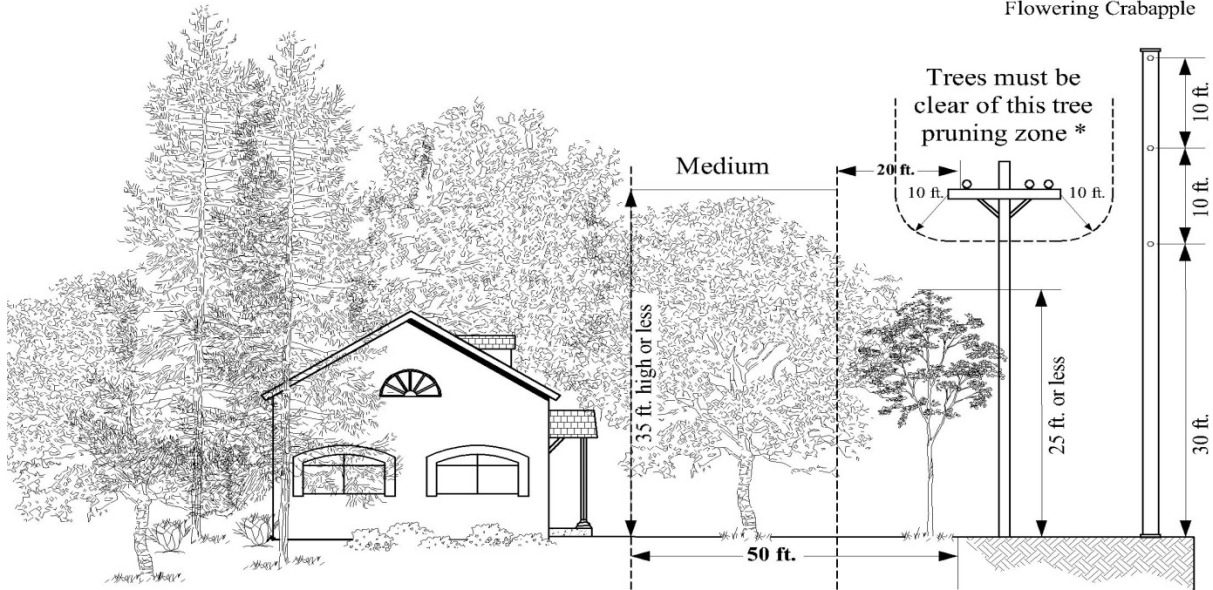 Flowering Crabapple
Trees must be
clear of this tree
pruning zone *
Medium
20 ft.
10 ft.
10 ft.
10 ft.
10 ft.
35 ft. high or less
25 ft. or less
30 ft.
50 ft.